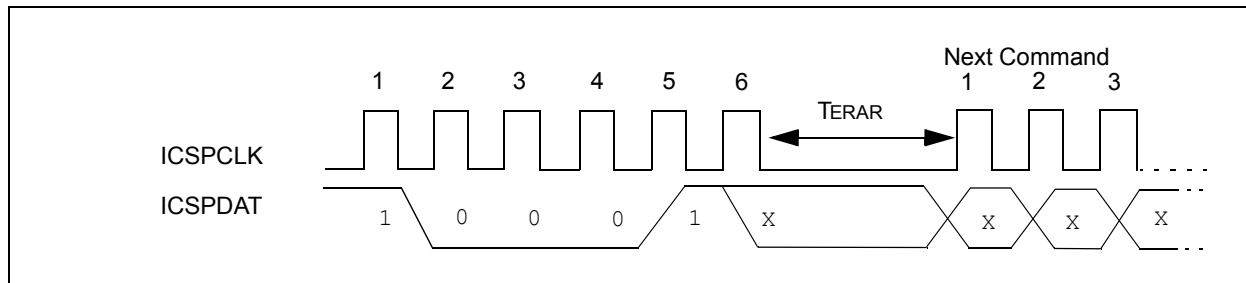 Next Command
1 2 3 4 5 6 1 2 3
TERAR
ICSPCLK
ICSPDAT
1 0 0 0 1 X X X X